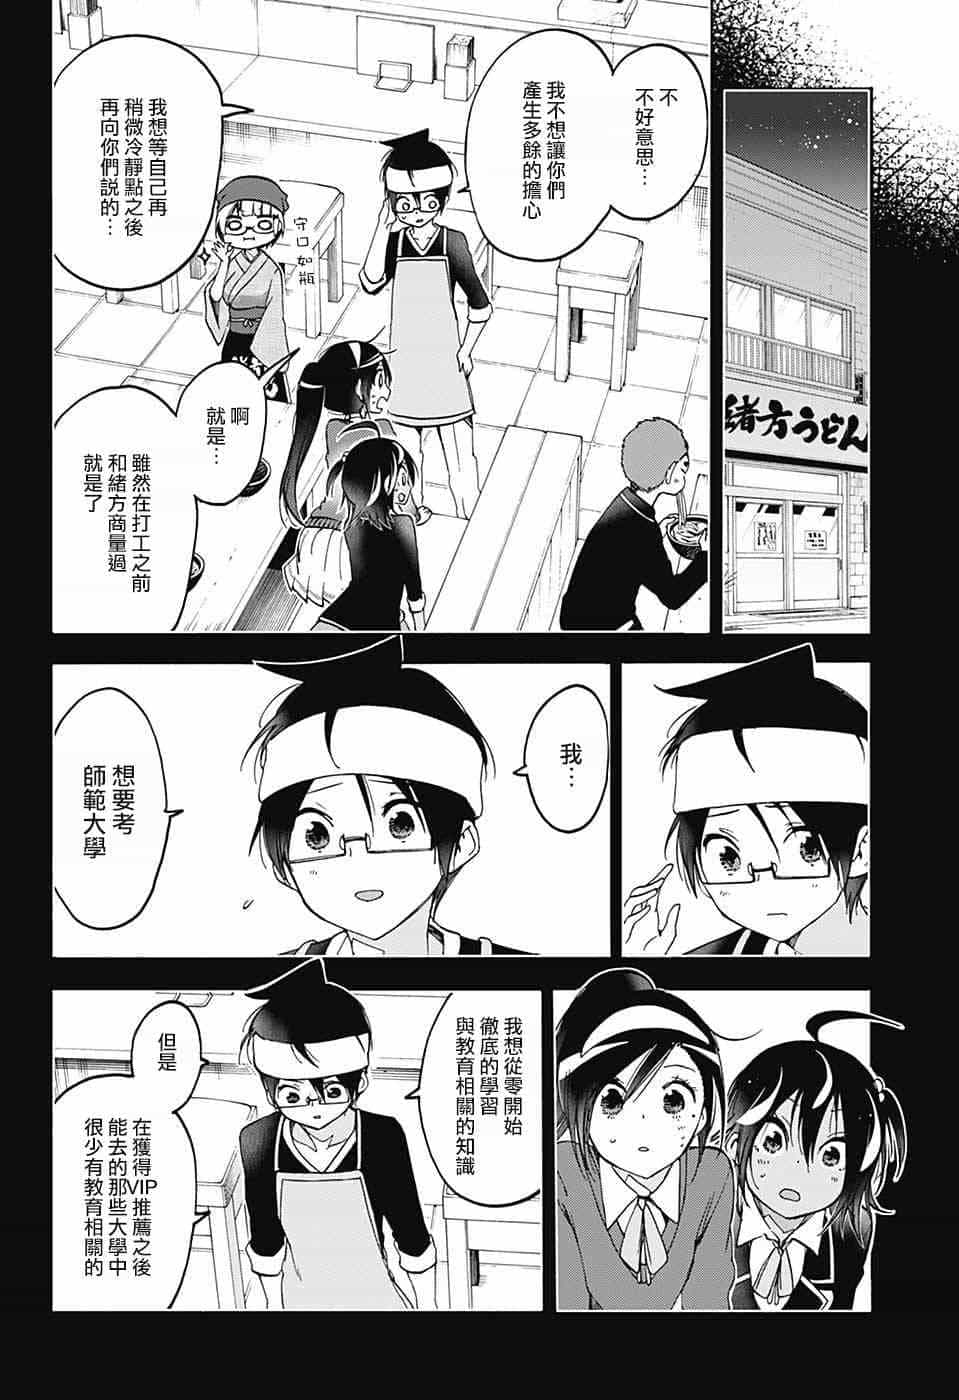 不
不好意思…
我不想讓你們
產生多餘的擔心
我想等自己再
稍微冷靜點之後
再向你們說的…
守口如瓶
緒方うどん
啊
就是…
雖然在打工之前
和緒方商量過
就是了
我…
想要考
師範大學
我想從零開始
徹底的學習
與教育相關的知識
但是
在獲得VIP推薦之後
能去的那些大學中
很少有教育相關的